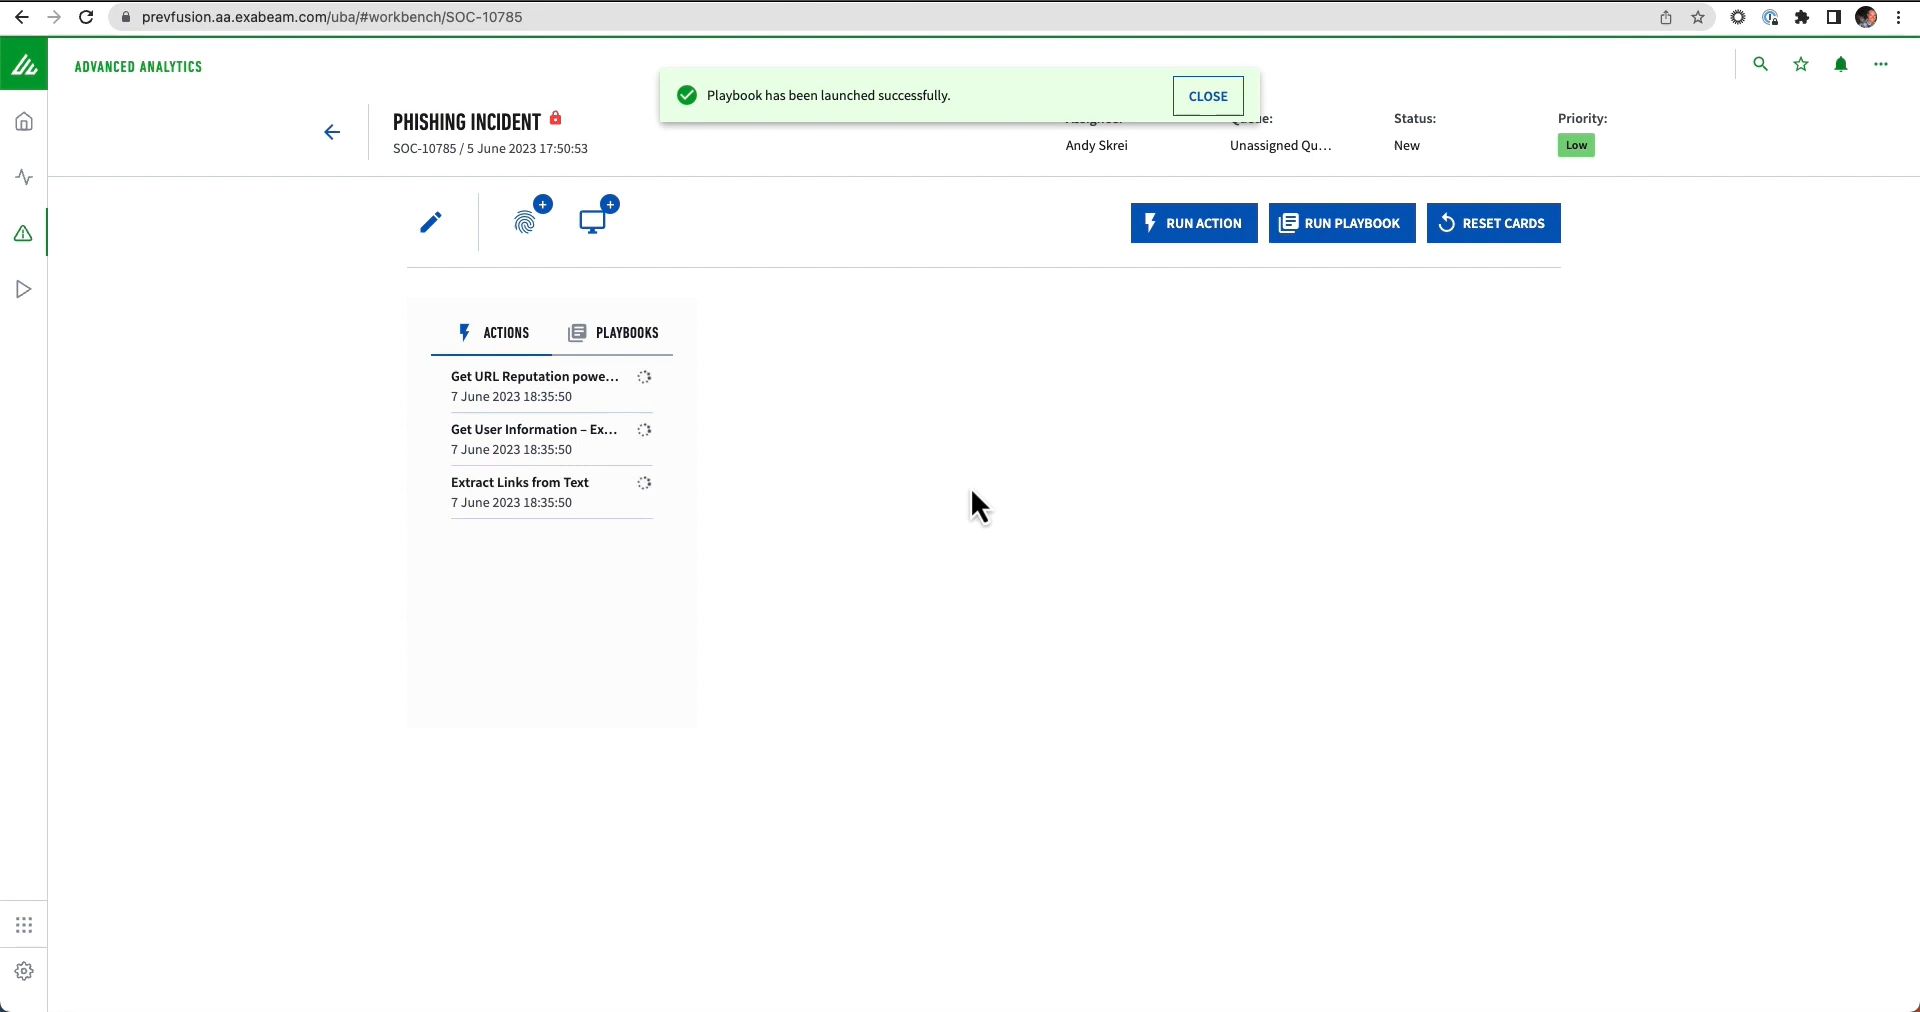 prevfusion.aa.exabeam.com/uba/#workbench/SOC-10785
ADVANCED ANALYTICS
Playbook has been launched successfully.
CLOSE
PHISHING INCIDENT
SOC-10785 / 5 June 2023 17:50:53
Andy Skrei
Unassigned Qu...
Status:
New
Priority:
Low
RUN ACTION
RUN PLAYBOOK
RESET CARDS
ACTIONS
PLAYBOOKS
Get URL Reputation powe...
7 June 2023 18:35:50
Get User Information – Ex...
7 June 2023 18:35:50
Extract Links from Text
7 June 2023 18:35:50